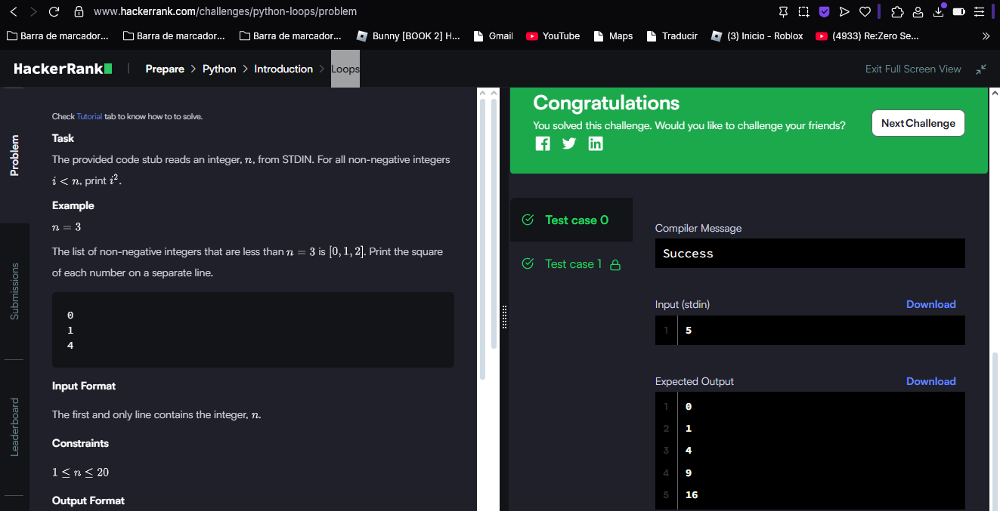 www.hackerrank.com/challenges/python-loops/problem
Barra de marcador... Barra de marcador... Barra de marcador... Bunny [BOOK 2] H... Gmail YouTube Maps Traducir (3) Inicio - Roblox (4933) Re:Zero Se... »
HackerRank | Prepare > Python > Introduction > Loops Exit Full Screen View
Problem
Submissions
Leaderboard
Check Tutorial tab to know how to to solve.
Task
The provided code stub reads an integer, n, from STDIN. For all non-negative integers
i < n, print i².
Example
n = 3
The list of non-negative integers that are less than n = 3 is [0, 1, 2]. Print the square
of each number on a separate line.
0
1
4
Input Format
The first and only line contains the integer, n.
Constraints
1 ≤ n ≤ 20
Output Format
Congratulations
You solved this challenge. Would you like to challenge your friends?
Next Challenge
Test case 0
Test case 1
Compiler Message
Success
Input (stdin) Download
1 5
Expected Output Download
1 0
2 1
3 4
4 9
5 16